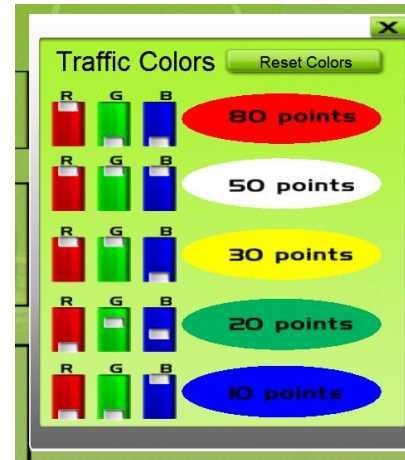 X
Traffic Colors Reset Colors
R G B
80 points
R G B
50 points
R G B
30 points
R G B
20 points
R G B
10 points